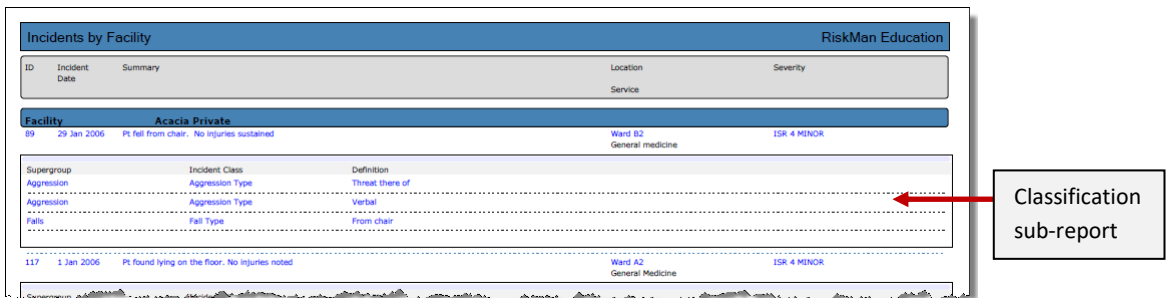 Incidents by Facility RiskMan Education
ID Incident Date Summary Location Severity
Service
Facility Acacia Private
89 29 Jan 2006 Pt fell from chair. No injuries sustained Ward B2 ISR 4 MINOR
General medicine
Supergroup Incident Class Definition
Aggression Aggression Type Threat there of
Aggression Aggression Type Verbal
Falls Fall Type From chair
Classification
sub-report
117 1 Jan 2006 Pt found lying on the floor. No injuries noted Ward A2 ISR 4 MINOR
General Medicine